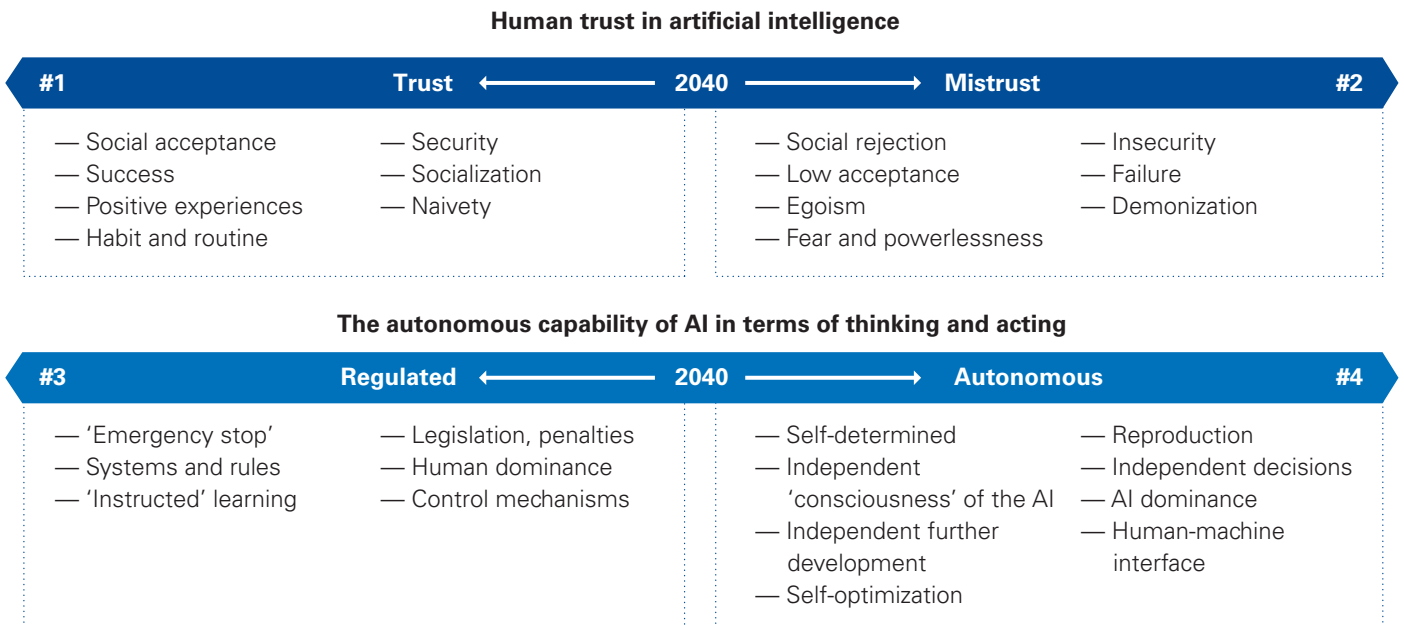 Human trust in artificial intelligence
#1 Trust 2040 Mistrust #2
— Social acceptance
— Success
— Positive experiences
— Habit and routine
— Security
— Socialization
— Naivety
— Social rejection
— Low acceptance
— Egoism
— Fear and powerlessness
— Insecurity
— Failure
— Demonization
The autonomous capability of AI in terms of thinking and acting
#3 Regulated 2040 Autonomous #4
— ‘Emergency stop’
— Systems and rules
— ‘Instructed’ learning
— Legislation, penalties
— Human dominance
— Control mechanisms
— Self-determined
— Independent
‘consciousness’ of the AI
— Independent further
development
— Self-optimization
— Reproduction
— Independent decisions
— AI dominance
— Human-machine
interface